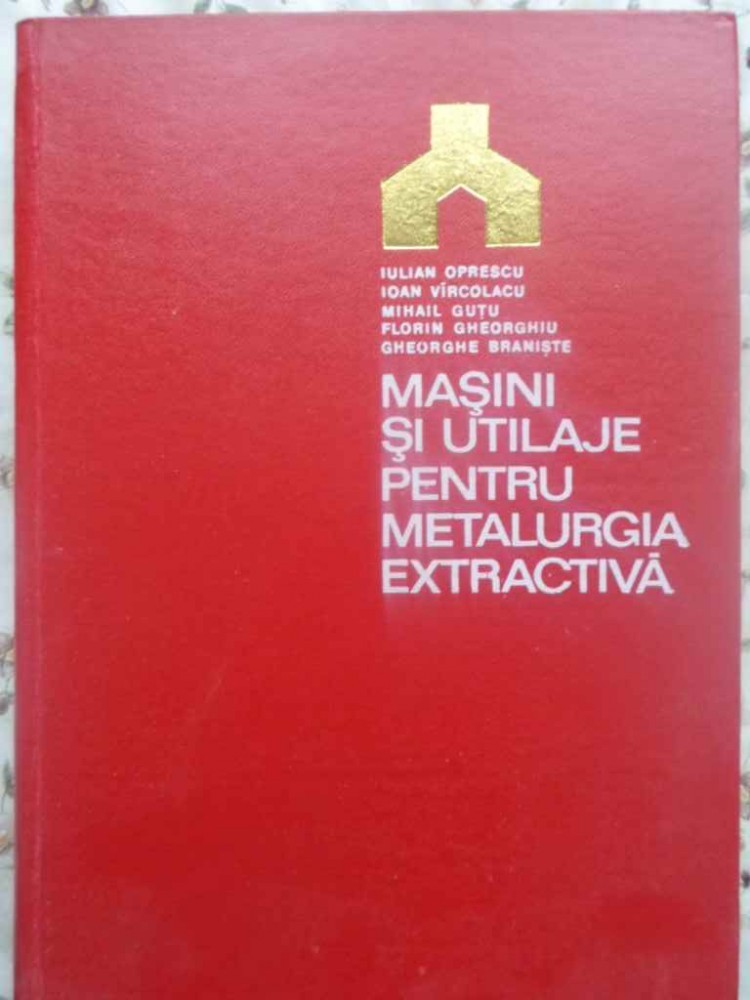 IULIAN OPRESCU
IOAN VÎRCOLACU
MIHAIL GUȚU
FLORIN GHEORGHIU
GHEORGHE BRANIȘTE
MAȘINI
ȘI UTILAJE
PENTRU
METALURGIA
EXTRACTIVĂ